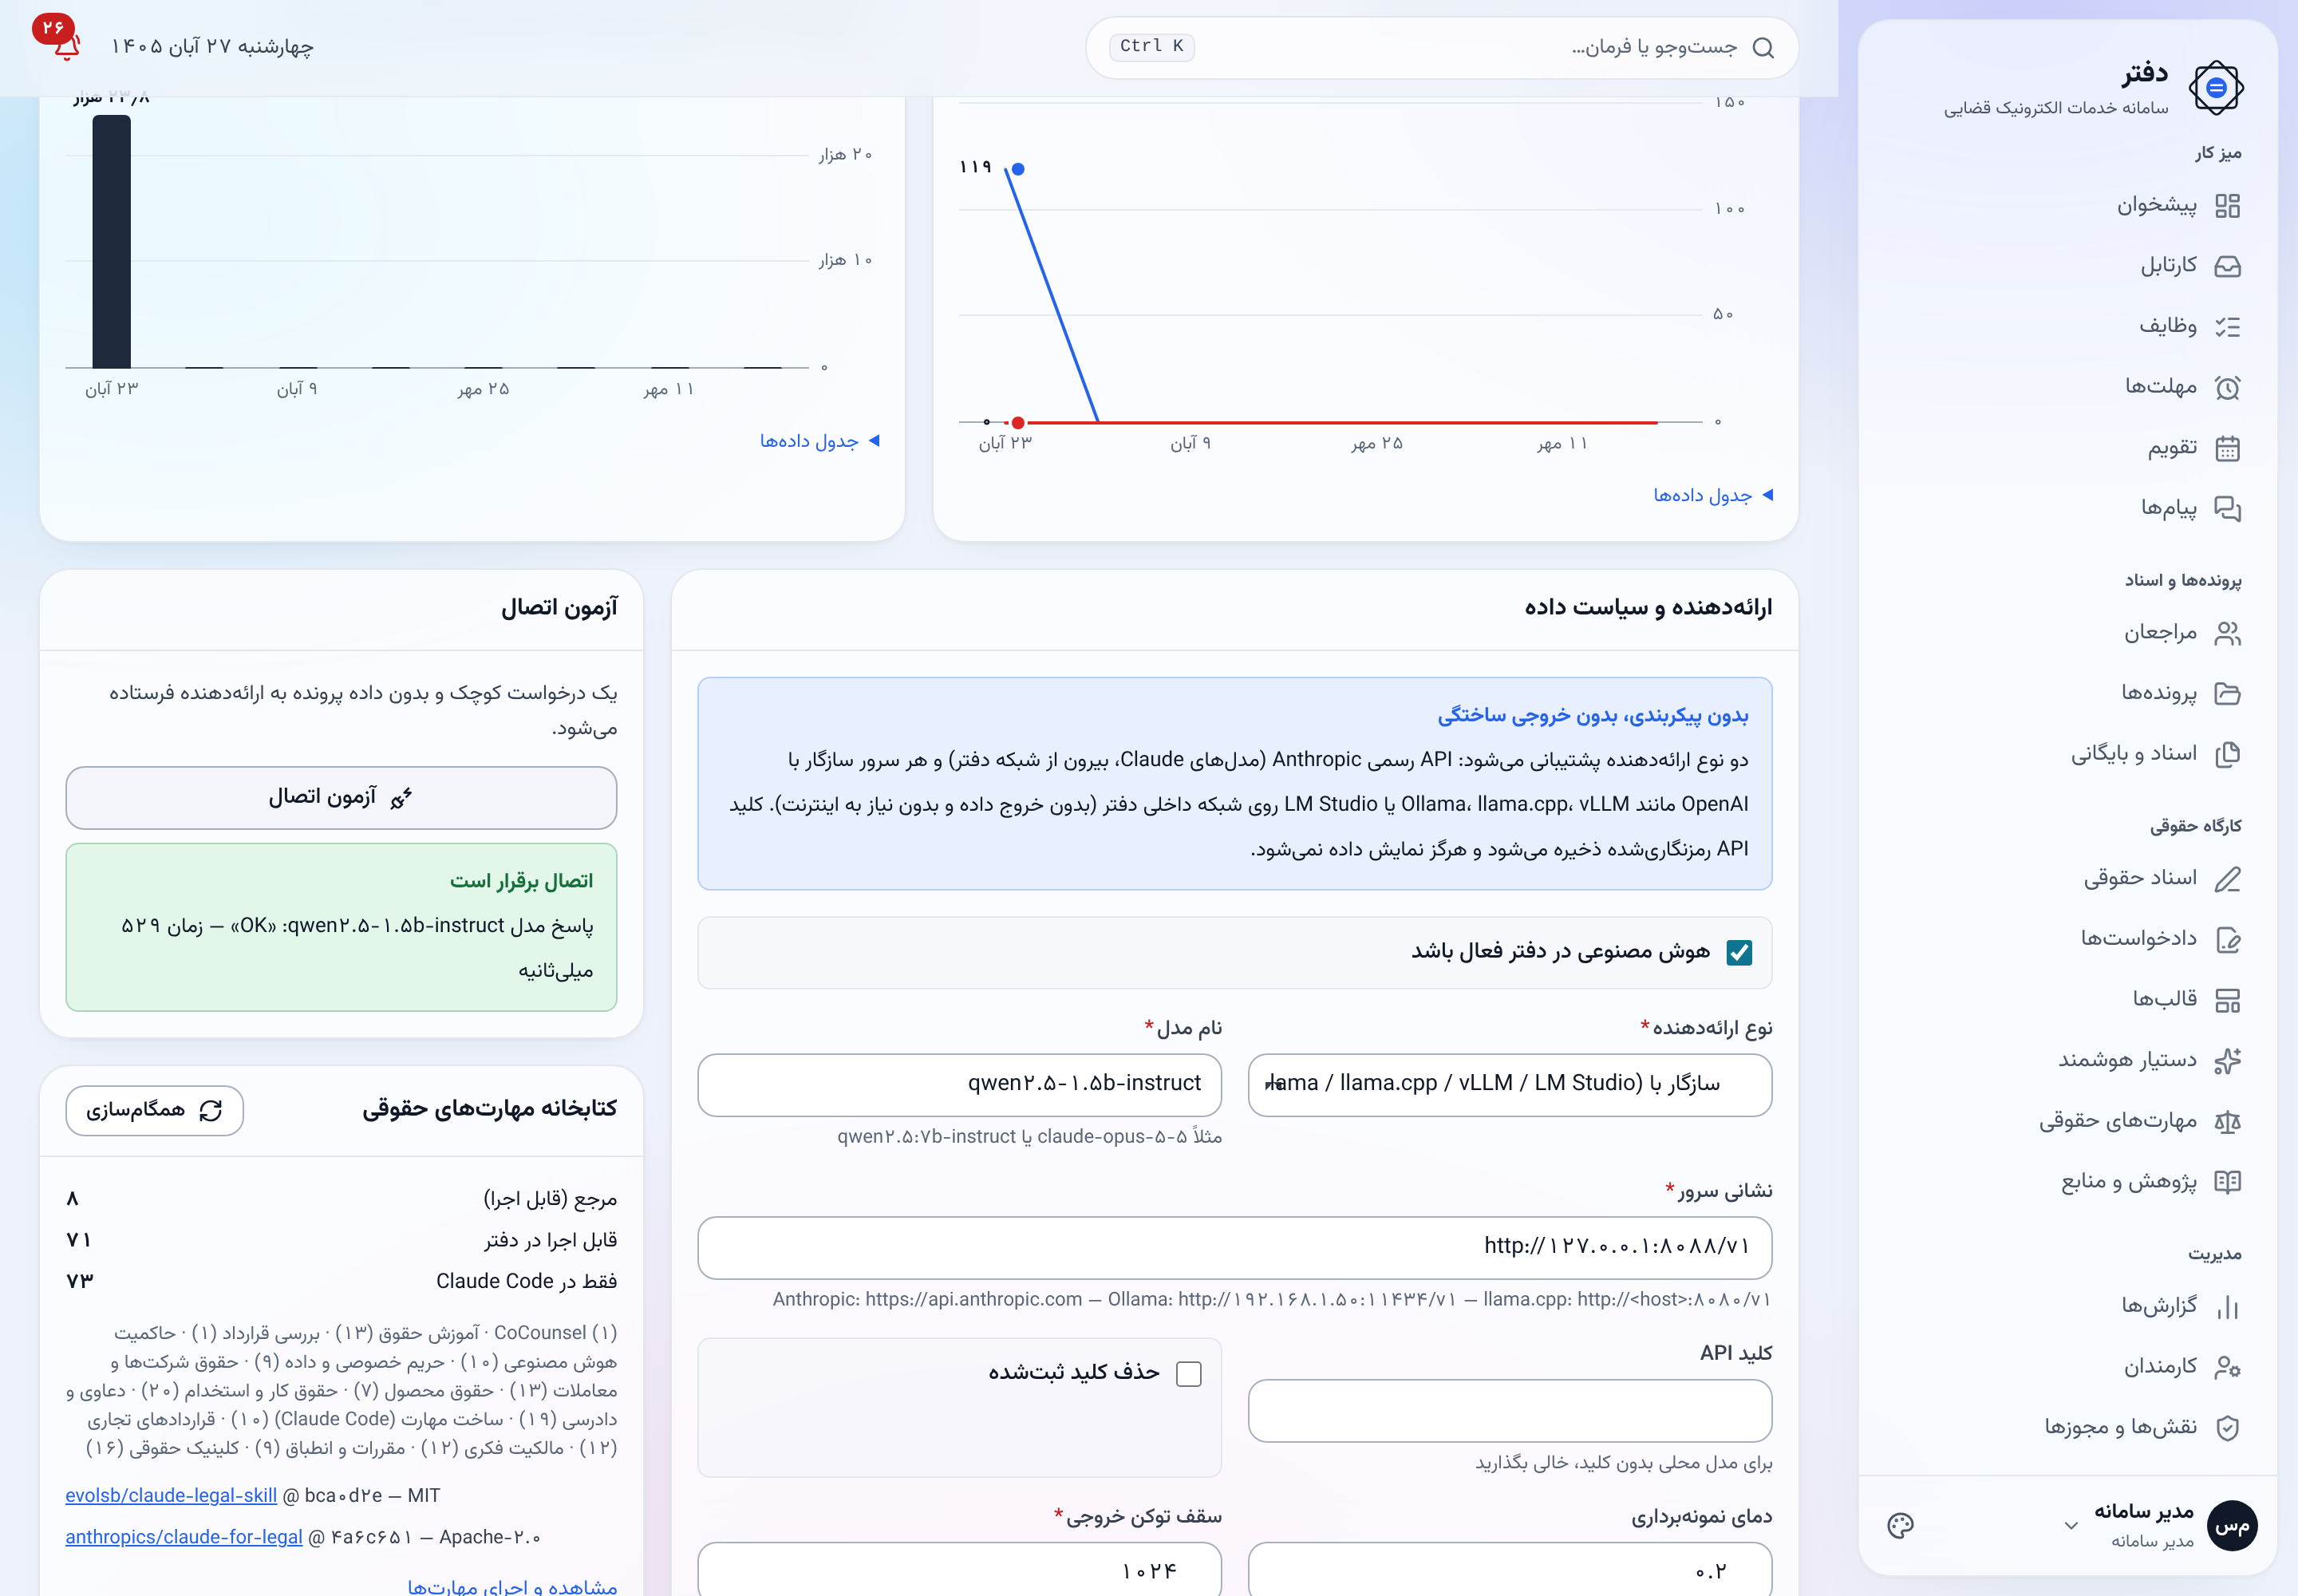 دفتر
سامانه خدمات الکترونیک قضایی
میز کار
پیشخوان
کارتابل
وظایف
مهلت‌ها
تقویم
پیام‌ها
پرونده‌ها و اسناد
مراجعان
پرونده‌ها
اسناد و بایگانی
کارگاه حقوقی
اسناد حقوقی
دادخواست‌ها
قالب‌ها
دستیار هوشمند
مهارت‌های حقوقی
پژوهش و منابع
مدیریت
گزارش‌ها
کارمندان
نقش‌ها و مجوزها
م‌س
مدیر سامانه
مدیر سامانه
جست‌وجو یا فرمان...
Ctrl K
چهارشنبه ۲۷ آبان ۱۴۰۵
۲۶
۱۵۰
۱۰۰
۵۰
۰
۱۱۹
۰
۱۱ مهر
۲۵ مهر
۹ آبان
۲۳ آبان
جدول داده‌ها
۲۳٫۸ هزار
۲۰ هزار
۱۰ هزار
۰
۱۱ مهر
۲۵ مهر
۹ آبان
۲۳ آبان
جدول داده‌ها
ارائه‌دهنده و سیاست داده
بدون پیکربندی، بدون خروجی ساختگی
دو نوع ارائه‌دهنده پشتیبانی می‌شود: API رسمی Anthropic (مدل‌های Claude، بیرون از شبکه دفتر) و هر سرور سازگار با
OpenAI مانند Ollama، llama.cpp، vLLM یا LM Studio روی شبکه داخلی دفتر (بدون خروج داده و بدون نیاز به اینترنت). کلید
API رمزنگاری‌شده ذخیره می‌شود و هرگز نمایش داده نمی‌شود.
هوش مصنوعی در دفتر فعال باشد
نوع ارائه‌دهنده *
سازگار با (lama / llama.cpp / vLLM / LM Studio
نام مدل *
qwen۲.۵-۱.۵b-instruct
مثلاً claude-opus-۵-۵ یا qwen۲.۵:۷b-instruct
نشانی سرور *
http://۱۲۷.۰.۰.۱:۸۰۸۸/v۱
Anthropic: https://api.anthropic.com — Ollama: http://۱۹۲.۱۶۸.۱.۵۰:۱۱۴۳۴/v۱ — llama.cpp: http://<host>:۸۰۸۰/v۱
کلید API
برای مدل محلی بدون کلید، خالی بگذارید
حذف کلید ثبت‌شده
دمای نمونه‌برداری
۰.۲
سقف توکن خروجی *
۱۰۲۴
آزمون اتصال
یک درخواست کوچک و بدون داده پرونده به ارائه‌دهنده فرستاده
می‌شود.
آزمون اتصال
اتصال برقرار است
پاسخ مدل qwen۲.۵-۱.۵b-instruct: «OK» — زمان ۵۲۹
میلی‌ثانیه
کتابخانه مهارت‌های حقوقی
همگام‌سازی
مرجع (قابل اجرا) ۸
قابل اجرا در دفتر ۷۱
فقط در Claude Code ۷۳
CoCounsel (۱) · آموزش حقوق (۱۳) · بررسی قرارداد (۱) · حاکمیت
هوش مصنوعی (۱۰) · حریم خصوصی و داده (۹) · حقوق شرکت‌ها و
معاملات (۱۳) · حقوق محصول (۷) · حقوق کار و استخدام (۲۰) · دعاوی و
دادرسی (۱۹) · ساخت مهارت (Claude Code) (۱۰) · قراردادهای تجاری
(۱۲) · مالکیت فکری (۱۲) · مقررات و انطباق (۹) · کلینیک حقوقی (۱۶)
evolsb/claude-legal-skill @ bca۰d۲e — MIT
anthropics/claude-for-legal @ ۴a۶c۶۵۱ — Apache-۲.۰
مشاهده و اجرای مهارت‌ها